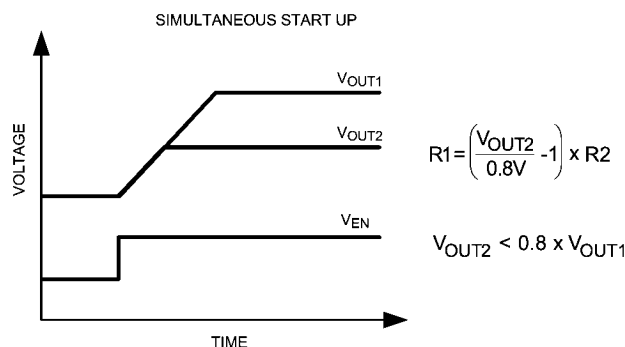 SIMULTANEOUS START UP
VOLTAGE
VOUT1
VOUT2
VEN
TIME
R1=(VOUT2/0.8V -1) x R2
VOUT2 < 0.8 x VOUT1